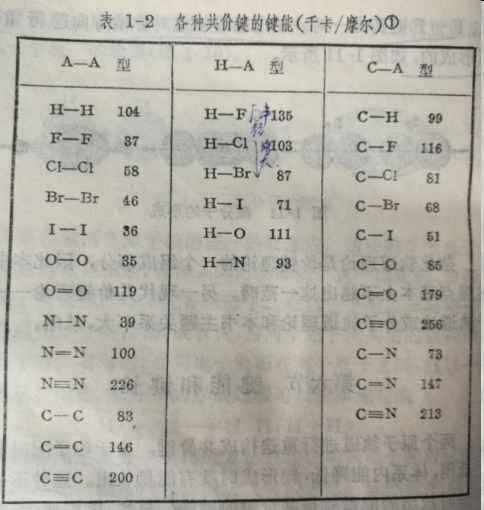 表 1-2 各种共价键的键能(千卡/摩尔)①
A—A 型 H—A 型 C—A 型
H—H 104 H—F 135 C—H 99
F—F 37 H—Cl 103 C—F 116
Cl—Cl 58 H—Br 87 C—Cl 81
Br—Br 46 H—I 71 C—Br 68
I—I 36 H—O 111 C—I 51
O—O 35 H—N 93 C—O 85
O=O 119 C=O 179
N—N 39 C≡O 256
N=N 100 C—N 73
N≡N 226 C=N 147
C—C 83 C≡N 213
C=C 146
C≡C 200